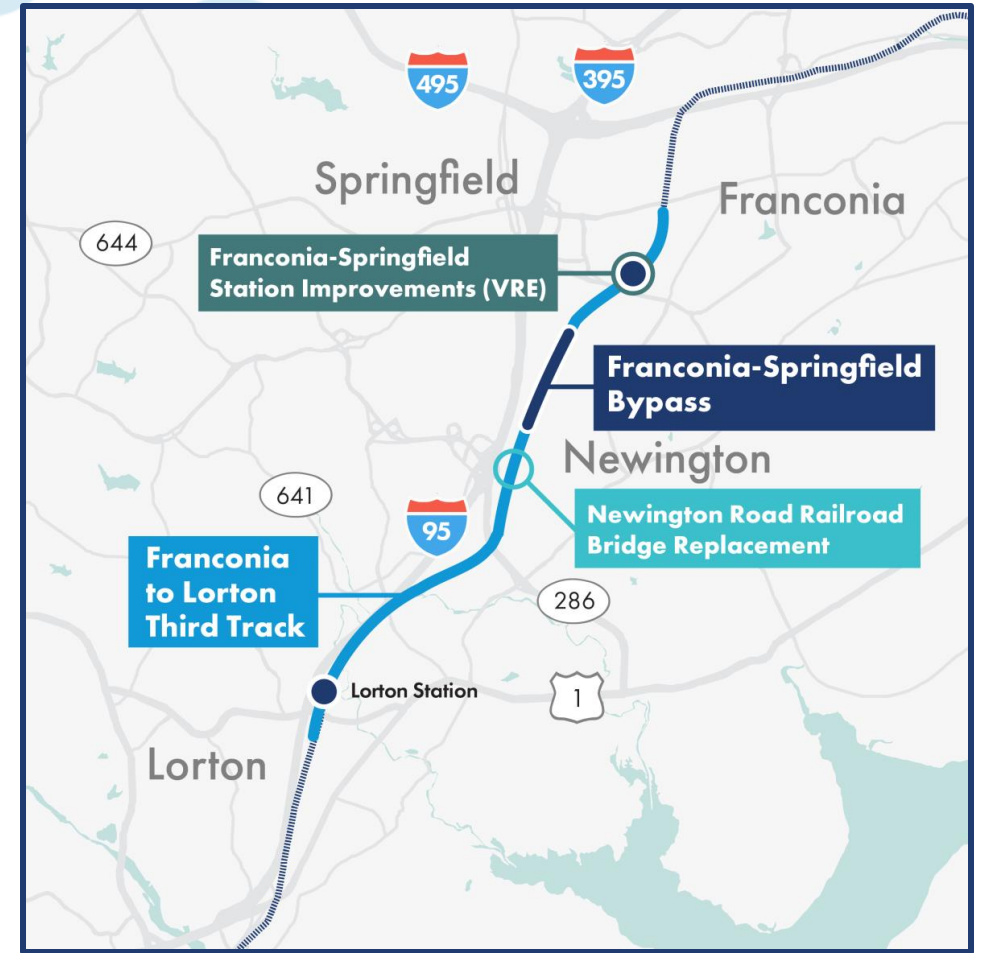 495
395
Springfield
Franconia
644
Franconia-Springfield
Station Improvements (VRE)
Franconia-Springfield
Bypass
Newington
641
95
Newington Road Railroad
Bridge Replacement
Franconia
to Lorton
Third Track
286
Lorton Station
1
Lorton